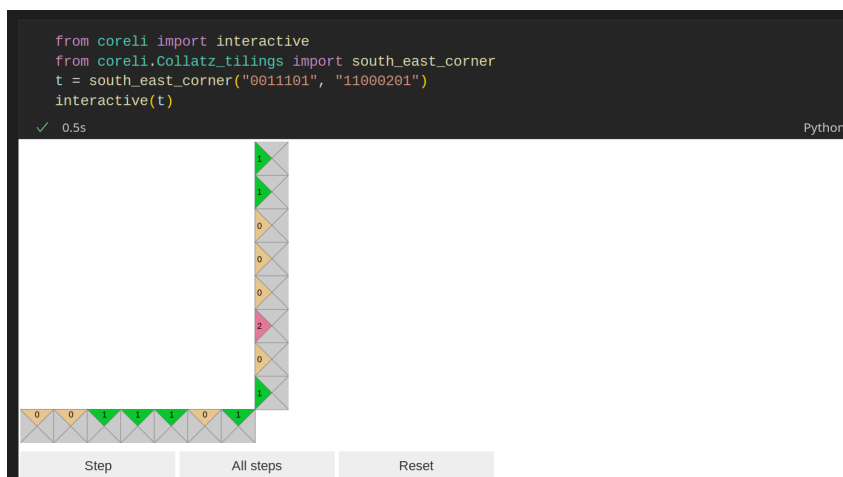 from coreli import interactive
from coreli.Collatz_tilings import south_east_corner
t = south_east_corner("0011101", "11000201")
interactive(t)
0.5s
Python
1
1
0
0
0
2
0
1
0 0 1 1 1 0 1
Step All steps Reset